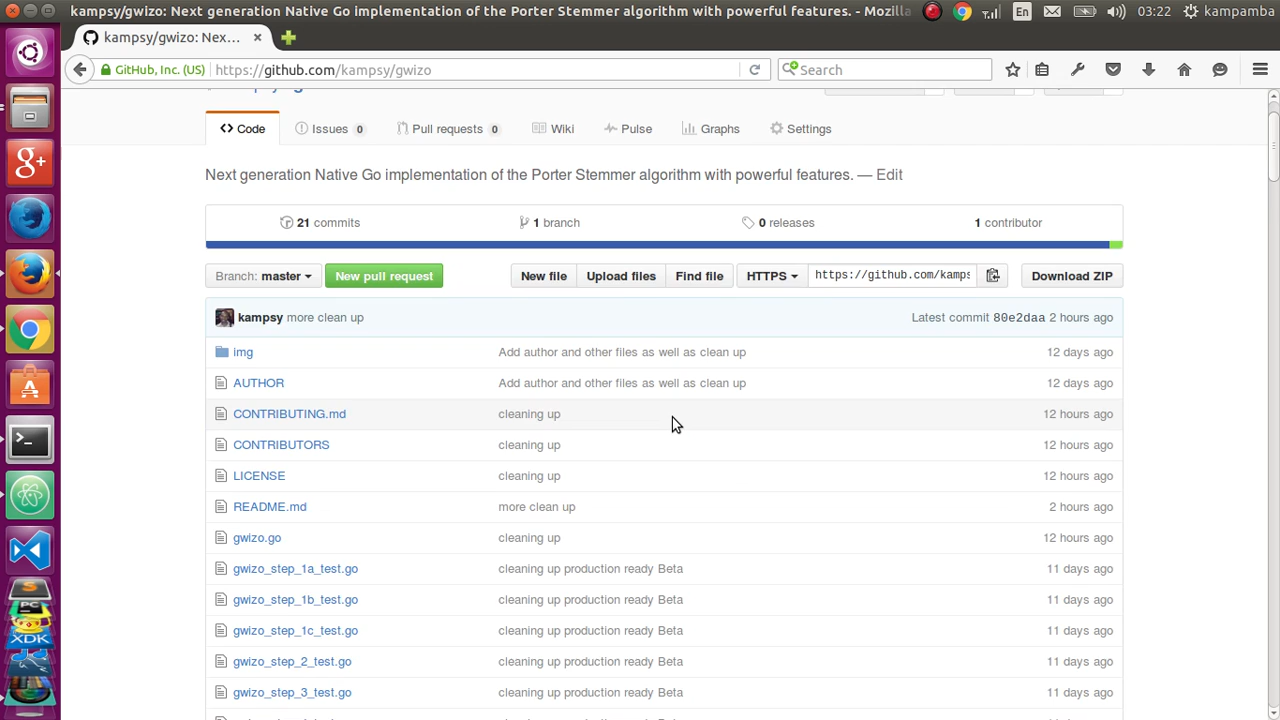 kampsy/gwizo: Next generation Native Go implementation of the Porter Stemmer algorithm with powerful features. - Mozilla
En 03:22 kampamba
kampsy/gwizo: Nex...
GitHub, Inc. (US) https://github.com/kampsy/gwizo Search
Code Issues 0 Pull requests 0 Wiki Pulse Graphs Settings
Next generation Native Go implementation of the Porter Stemmer algorithm with powerful features. — Edit
21 commits 1 branch 0 releases 1 contributor
Branch: master New pull request New file Upload files Find file HTTPS https://github.com/kamps Download ZIP
kampsy more clean up Latest commit 80e2daa 2 hours ago
img Add author and other files as well as clean up 12 days ago
AUTHOR Add author and other files as well as clean up 12 days ago
CONTRIBUTING.md cleaning up 12 hours ago
CONTRIBUTORS cleaning up 12 hours ago
LICENSE cleaning up 12 hours ago
README.md more clean up 2 hours ago
gwizo.go cleaning up 12 hours ago
gwizo_step_1a_test.go cleaning up production ready Beta 11 days ago
gwizo_step_1b_test.go cleaning up production ready Beta 11 days ago
gwizo_step_1c_test.go cleaning up production ready Beta 11 days ago
gwizo_step_2_test.go cleaning up production ready Beta 11 days ago
gwizo_step_3_test.go cleaning up production ready Beta 11 days ago
g+
A
PC
XDK